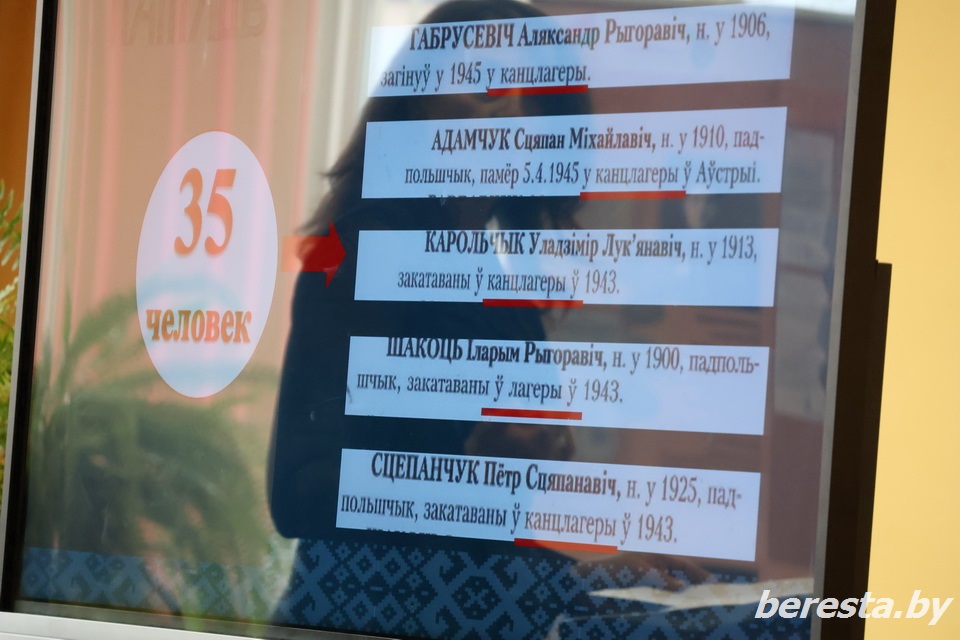 ГАБРУСЕВІЧ Аляксандр Рыгоравіч, н. у 1906,
загінуў у 1945 у канцлагеры.
АДАМЧУК Сцяпан Міхайлавіч, н. у 1910, пад-
польшчык, памёр 5.4.1945 у канцлагеры ў Аўстрыі.
35
человек
КАРОЛЬЧЫК Уладзімір Лук'янавіч, н. у 1913,
закатаваны ў канцлагеры ў 1943.
ШАКОЦЬ Іларым Рыгоравіч, н. у 1900, падполь-
шчык, закатаваны ў лагеры ў 1943.
СЦЕПАНЧУК Пётр Сцяпанавіч, н. у 1925, пад-
польшчык, закатаваны ў канцлагеры ў 1943.
beresta.by